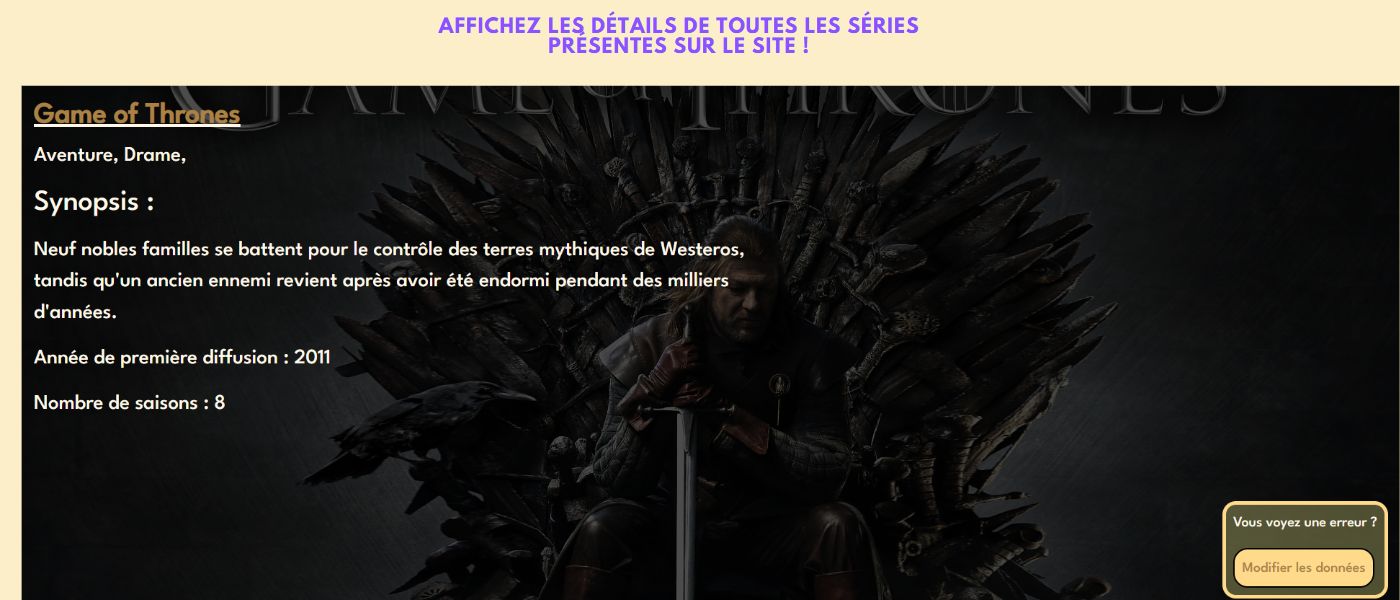 AFFICHEZ LES DÉTAILS DE TOUTES LES SÉRIES
PRÉSENTES SUR LE SITE !
GAME OF THRONES
Game of Thrones
Aventure, Drame,
Synopsis :
Neuf nobles familles se battent pour le contrôle des terres mythiques de Westeros,
tandis qu'un ancien ennemi revient après avoir été endormi pendant des milliers
d'années.
Année de première diffusion : 2011
Nombre de saisons : 8
Vous voyez une erreur ?
Modifier les données